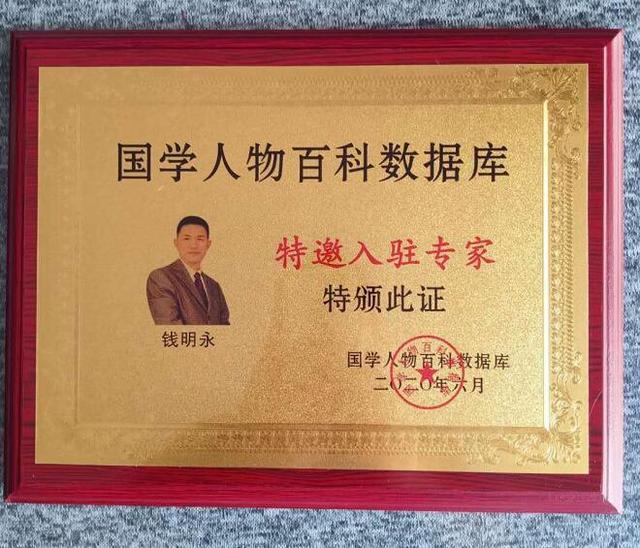 国学人物百科数据库
特邀入驻专家
特颁此证
钱明永
国学人物百科数据库
二〇二〇年六月